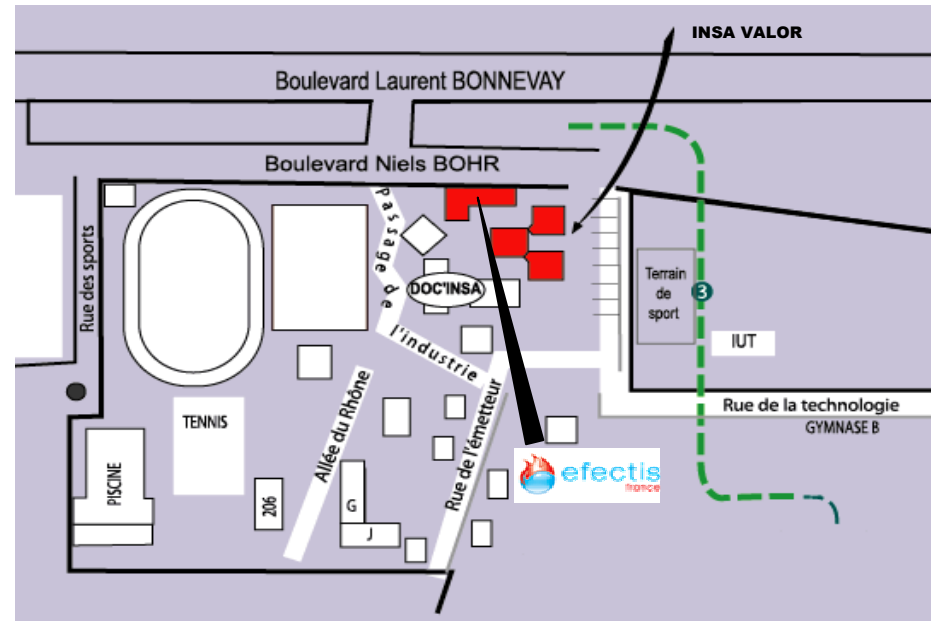 INSA VALOR
Boulevard Laurent BONNEVAY
Boulevard Niels BOHR
Passage de
l'industrie
Rue des sports
DOC'INSA
Terrain
de
sport
3
IUT
Rue de la technologie
GYMNASE B
TENNIS
Allée du Rhône
Rue de l'émetteur
efectis
france
PISCINE
206
G
J